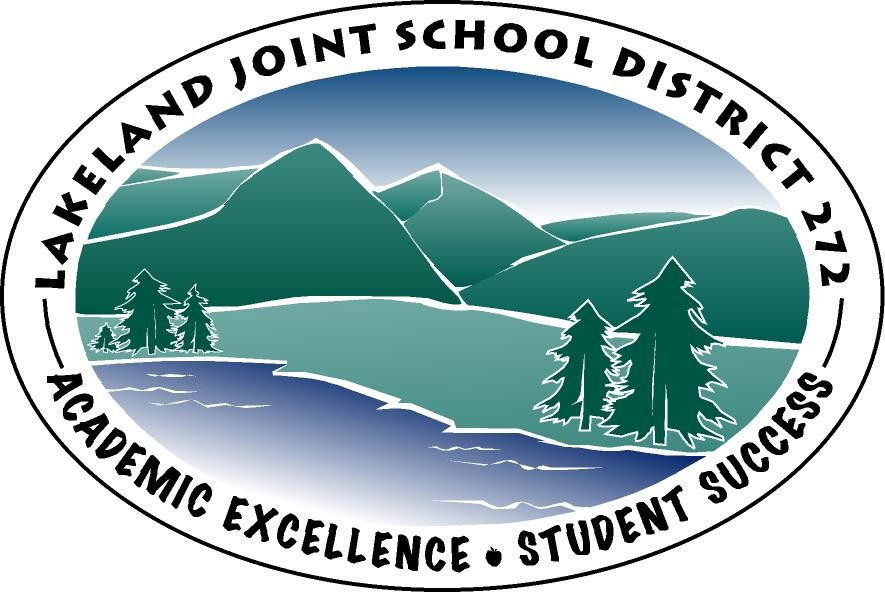 LAKELAND JOINT SCHOOL DISTRICT 272
ACADEMIC EXCELLENCE • STUDENT SUCCESS